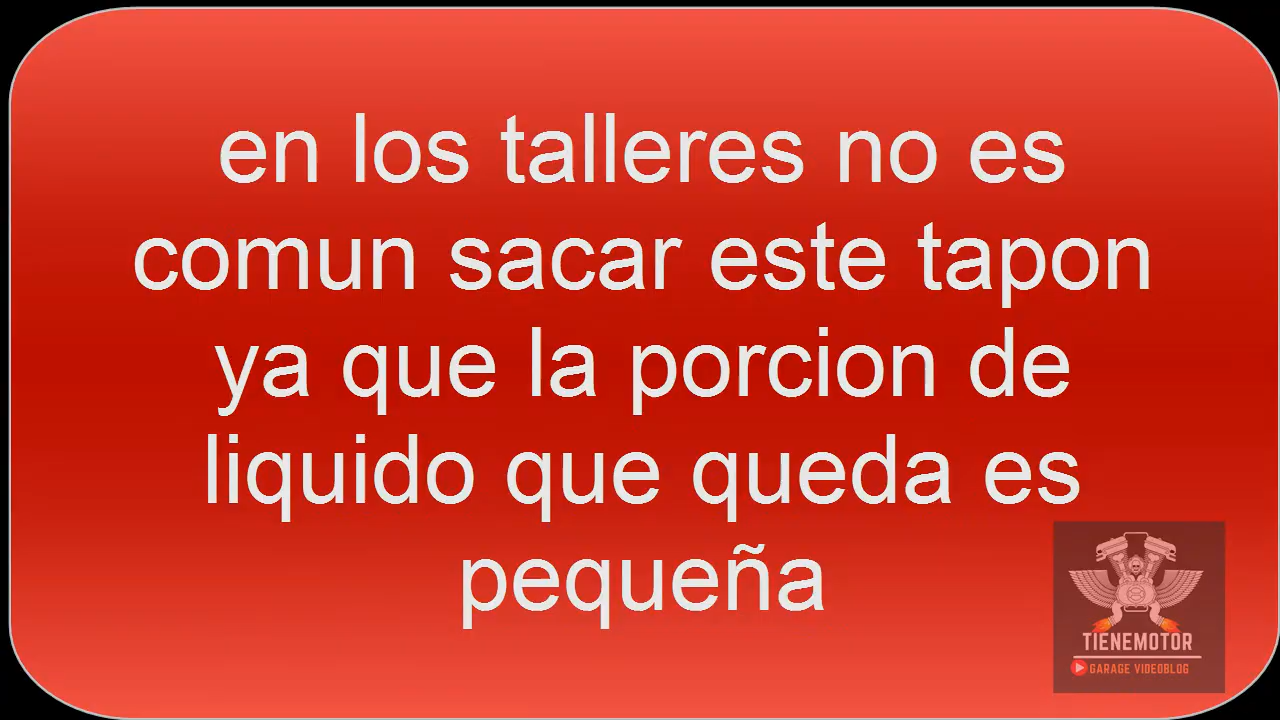 en los talleres no es
comun sacar este tapon
ya que la porcion de
liquido que queda es
pequeña
TIENEMOTOR
GARAGE VIDEOBLOG